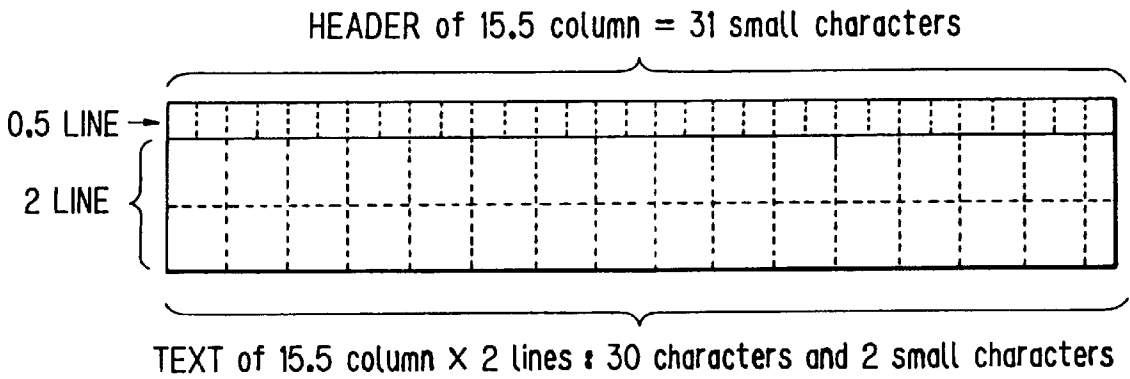 HEADER of 15.5 column = 31 small characters
0.5 LINE
2 LINE
TEXT of 15.5 column X 2 lines : 30 characters and 2 small characters